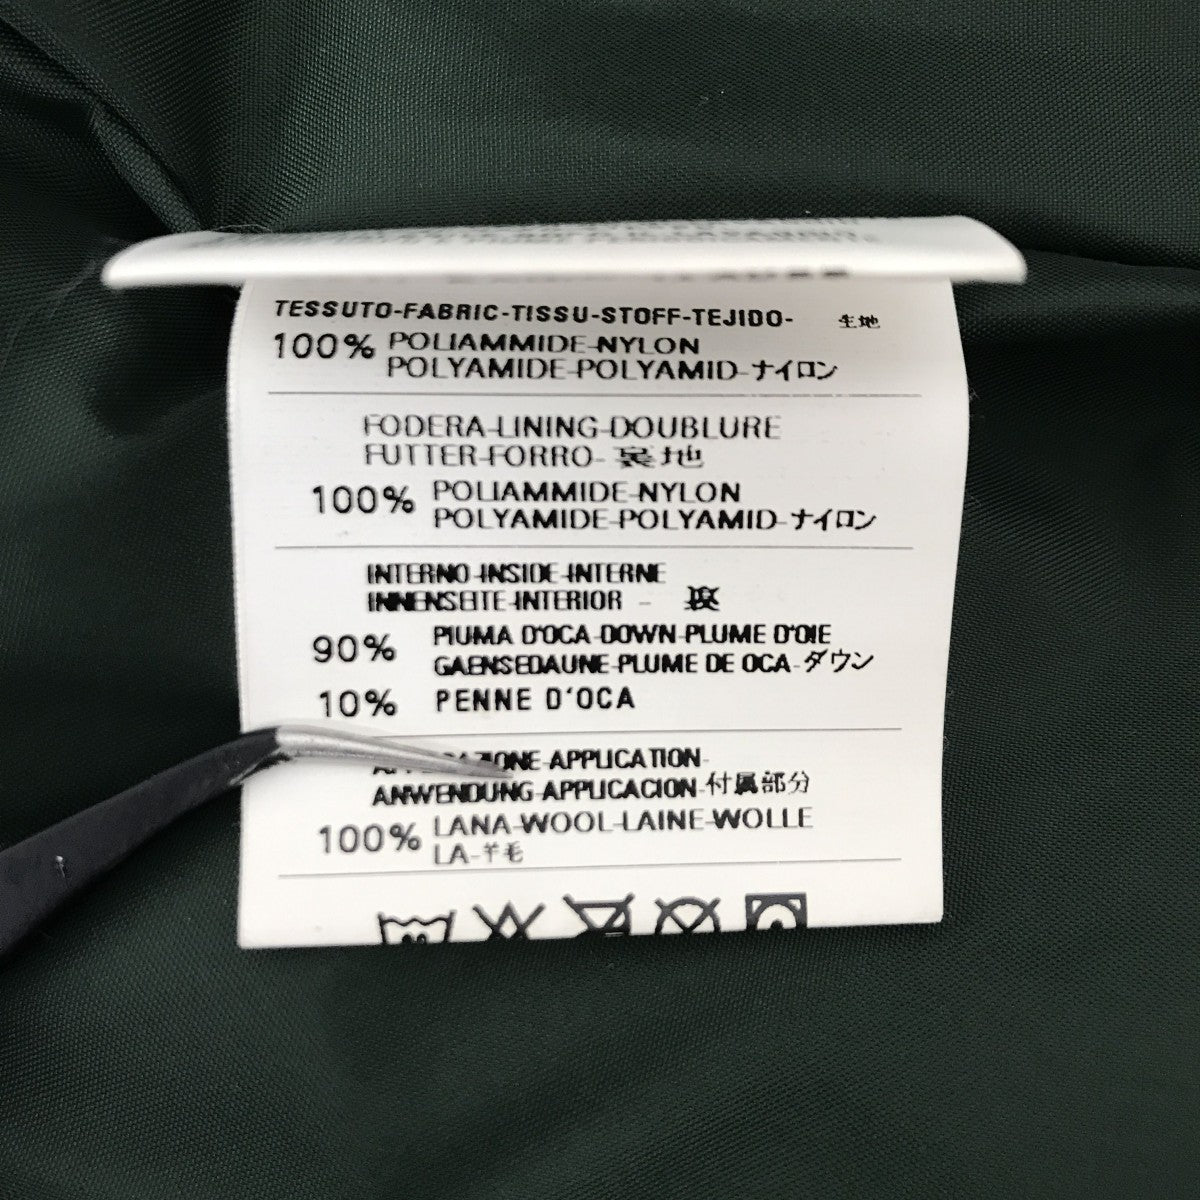 TESSUTO-FABRIC-TISSU-STOFF-TEJIDO- 生地
100% POLIAMMIDE-NYLON
POLYAMIDE-POLYAMID-ナイロン
FODERA-LINING-DOUBLURE
FUTTER-FORRO-裏地
100% POLIAMMIDE-NYLON
POLYAMIDE-POLYAMID-ナイロン
INTERNO-INSIDE-INTERNE
INNENSEITE-INTERIOR -
90% PIUMA D'OCA-DOWN-PLUME D'OIE
GAENSEDAUNE-PLUME DE OCA-ダウン
10% PENNE D'OCA
APPLICAZIONE-APPLICATION-
ANWENDUNG-APPLICACION-付属部分
100% LANA-WOOL-LAINE-WOLLE
LA-羊毛